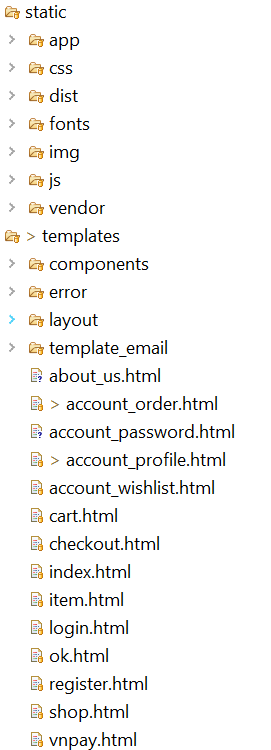 static
app
css
dist
fonts
img
js
vendor
> templates
components
error
layout
template_email
about_us.html
> account_order.html
account_password.html
> account_profile.html
account_wishlist.html
cart.html
checkout.html
index.html
item.html
login.html
ok.html
register.html
shop.html
vnpay.html